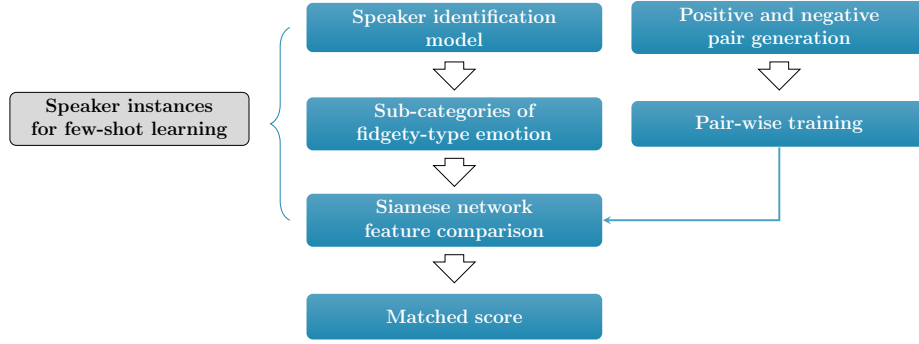 Speaker identification
model
Positive and negative
pair generation
Speaker instances
for few-shot learning
Sub-categories of
fidgety-type emotion
Pair-wise training
Siamese network
feature comparison
Matched score